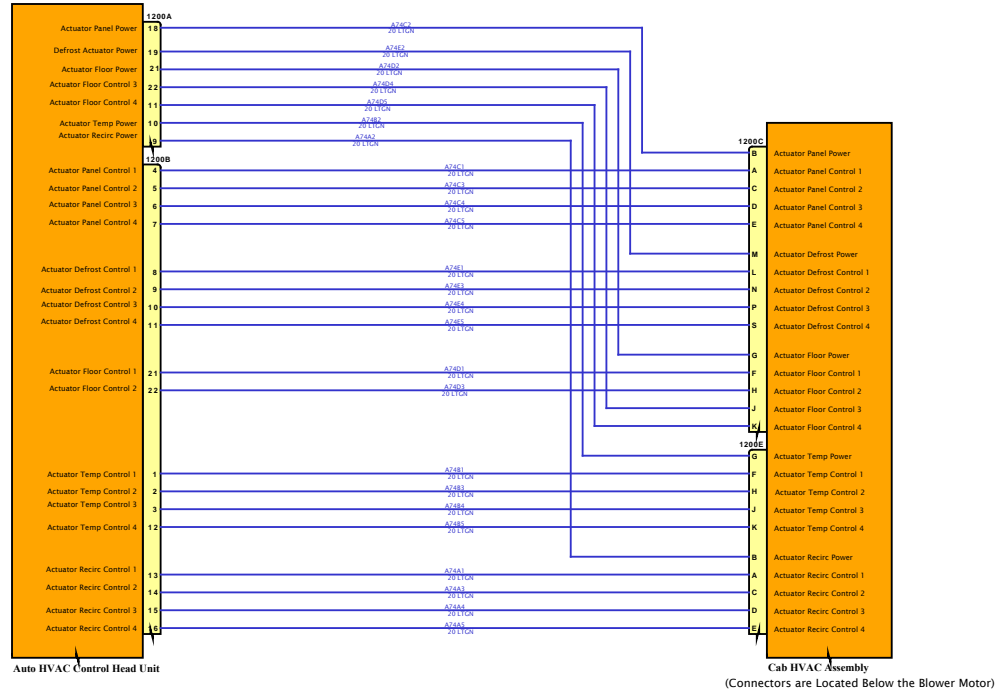 1200A
Actuator Panel Power 18 A74C2
20 LTGN
Defrost Actuator Power 19 A74E2
20 LTGN
Actuator Floor Power 21 A74D2
20 LTGN
Actuator Floor Control 3 22 A74D4
20 LTGN
Actuator Floor Control 4 11 A74D5
20 LTGN
Actuator Temp Power 10 A74B2
20 LTGN
Actuator Recirc Power 9 A74A2
20 LTGN
1200C
B Actuator Panel Power
1200B
Actuator Panel Control 1 4 A74C1 A Actuator Panel Control 1
20 LTGN
Actuator Panel Control 2 5 A74C3 C Actuator Panel Control 2
20 LTGN
Actuator Panel Control 3 6 A74C4 D Actuator Panel Control 3
20 LTGN
Actuator Panel Control 4 7 A74C5 E Actuator Panel Control 4
20 LTGN
M Actuator Defrost Power
Actuator Defrost Control 1 8 A74E1 L Actuator Defrost Control 1
20 LTGN
Actuator Defrost Control 2 9 A74E3 N Actuator Defrost Control 2
20 LTGN
Actuator Defrost Control 3 10 A74E4 P Actuator Defrost Control 3
20 LTGN
Actuator Defrost Control 4 11 A74E5 S Actuator Defrost Control 4
20 LTGN
G Actuator Floor Power
Actuator Floor Control 1 21 A74D1 F Actuator Floor Control 1
20 LTGN
Actuator Floor Control 2 22 A74D3 H Actuator Floor Control 2
20 LTGN
J Actuator Floor Control 3
K Actuator Floor Control 4
1200E
G Actuator Temp Power
Actuator Temp Control 1 1 A74B1 F Actuator Temp Control 1
20 LTGN
Actuator Temp Control 2 2 A74B3 H Actuator Temp Control 2
20 LTGN
Actuator Temp Control 3 3 A74B4 J Actuator Temp Control 3
20 LTGN
Actuator Temp Control 4 12 A74B5 K Actuator Temp Control 4
20 LTGN
B Actuator Recirc Power
Actuator Recirc Control 1 13 A74A1 A Actuator Recirc Control 1
20 LTGN
Actuator Recirc Control 2 14 A74A3 C Actuator Recirc Control 2
20 LTGN
Actuator Recirc Control 3 15 A74A4 D Actuator Recirc Control 3
20 LTGN
Actuator Recirc Control 4 16 A74A5 E Actuator Recirc Control 4
20 LTGN
Auto HVAC Control Head Unit
Cab HVAC Assembly
(Connectors are Located Below the Blower Motor)